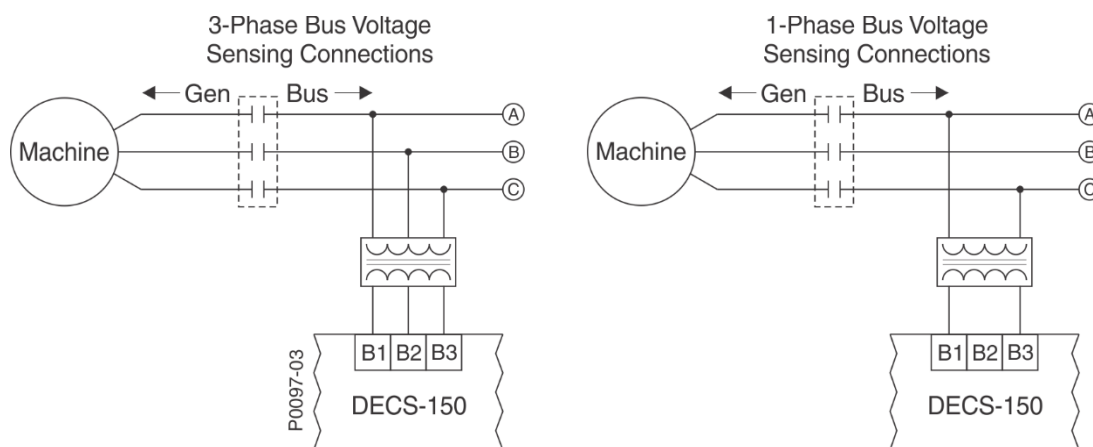 3-Phase Bus Voltage
Sensing Connections
Gen
Bus
Machine
A
B
C
B1 B2 B3
DECS-150
P0097-03
1-Phase Bus Voltage
Sensing Connections
Gen
Bus
Machine
A
B
C
B1 B2 B3
DECS-150